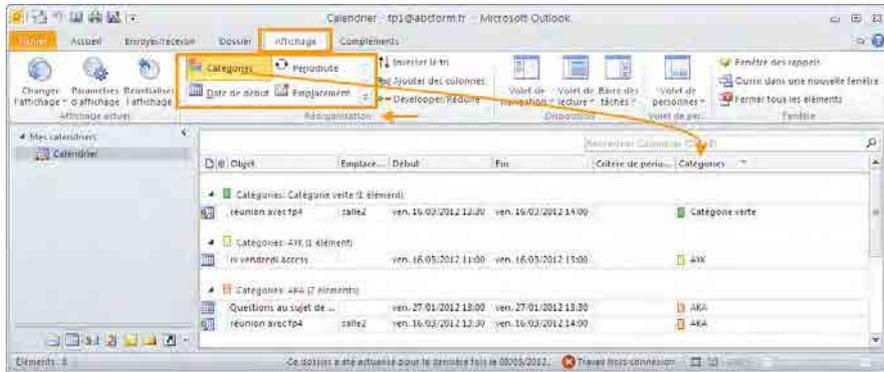 Calendrier - fp1@abcform.fr - Microsoft Outlook
Fichier Accueil Envoyer/recevoir Dossier Affichage Compléments
Changer l'affichage Paramètres d'affichage Réinitialiser l'affichage
Affichage actuel
Catégories Périodicité
Date de début Emplacement
Inverser le tri
Ajouter des colonnes
Développer/Réduire
Réorganisation
Volet de navigation Volet de lecture Barre des tâches
Disposition
Volet de personnes
Volet de per...
Fenêtre des rappels
Ouvrir dans une nouvelle fenêtre
Fermer tous les éléments
Fenêtre
Mes calendriers
Calendrier
Rechercher Calendrier (Ctrl+E)
Objet Emplace... Début Fin Critère de pério... Catégories
Catégories: Catégorie verte (1 élément)
réunion avec fp4 salle2 ven. 16/03/2012 13:30 ven. 16/03/2012 14:00 Catégorie verte
Catégories: AYK (1 élément)
rv vendredi access ven. 16/03/2012 11:00 ven. 16/03/2012 13:00 AYK
Catégories: AKA (7 éléments)
Questions au sujet de ... ven. 27/01/2012 13:00 ven. 27/01/2012 13:30 AKA
réunion avec fp4 salle2 ven. 16/03/2012 13:30 ven. 16/03/2012 14:00 AKA
Éléments : 8 Ce dossier a été actualisé pour la dernière fois le 08/05/2012. Travail hors connexion